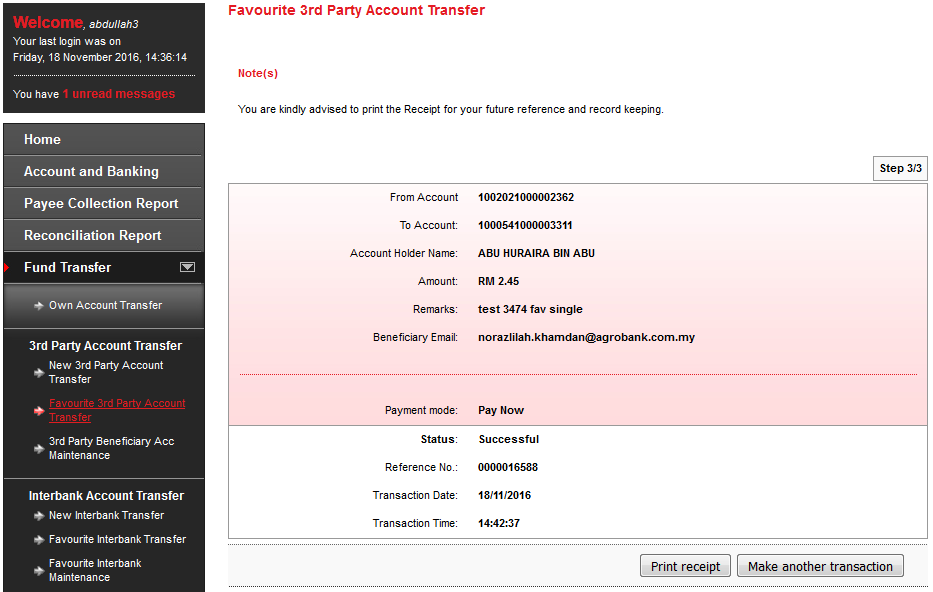 Welcome, abdullah3
Your last login was on
Friday, 18 November 2016, 14:36:14
You have 1 unread messages
Home
Account and Banking
Payee Collection Report
Reconciliation Report
Fund Transfer
Own Account Transfer
3rd Party Account Transfer
New 3rd Party Account
Transfer
Favourite 3rd Party Account
Transfer
3rd Party Beneficiary Acc
Maintenance
Interbank Account Transfer
New Interbank Transfer
Favourite Interbank Transfer
Favourite Interbank
Maintenance
Favourite 3rd Party Account Transfer
Note(s)
You are kindly advised to print the Receipt for your future reference and record keeping.
Step 3/3
From Account 1002021000002362
To Account: 1000541000003311
Account Holder Name: ABU HURAIRA BIN ABU
Amount: RM 2.45
Remarks: test 3474 fav single
Beneficiary Email: norazlilah.khamdan@agrobank.com.my
Payment mode: Pay Now
Status: Successful
Reference No.: 0000016588
Transaction Date: 18/11/2016
Transaction Time: 14:42:37
Print receipt Make another transaction